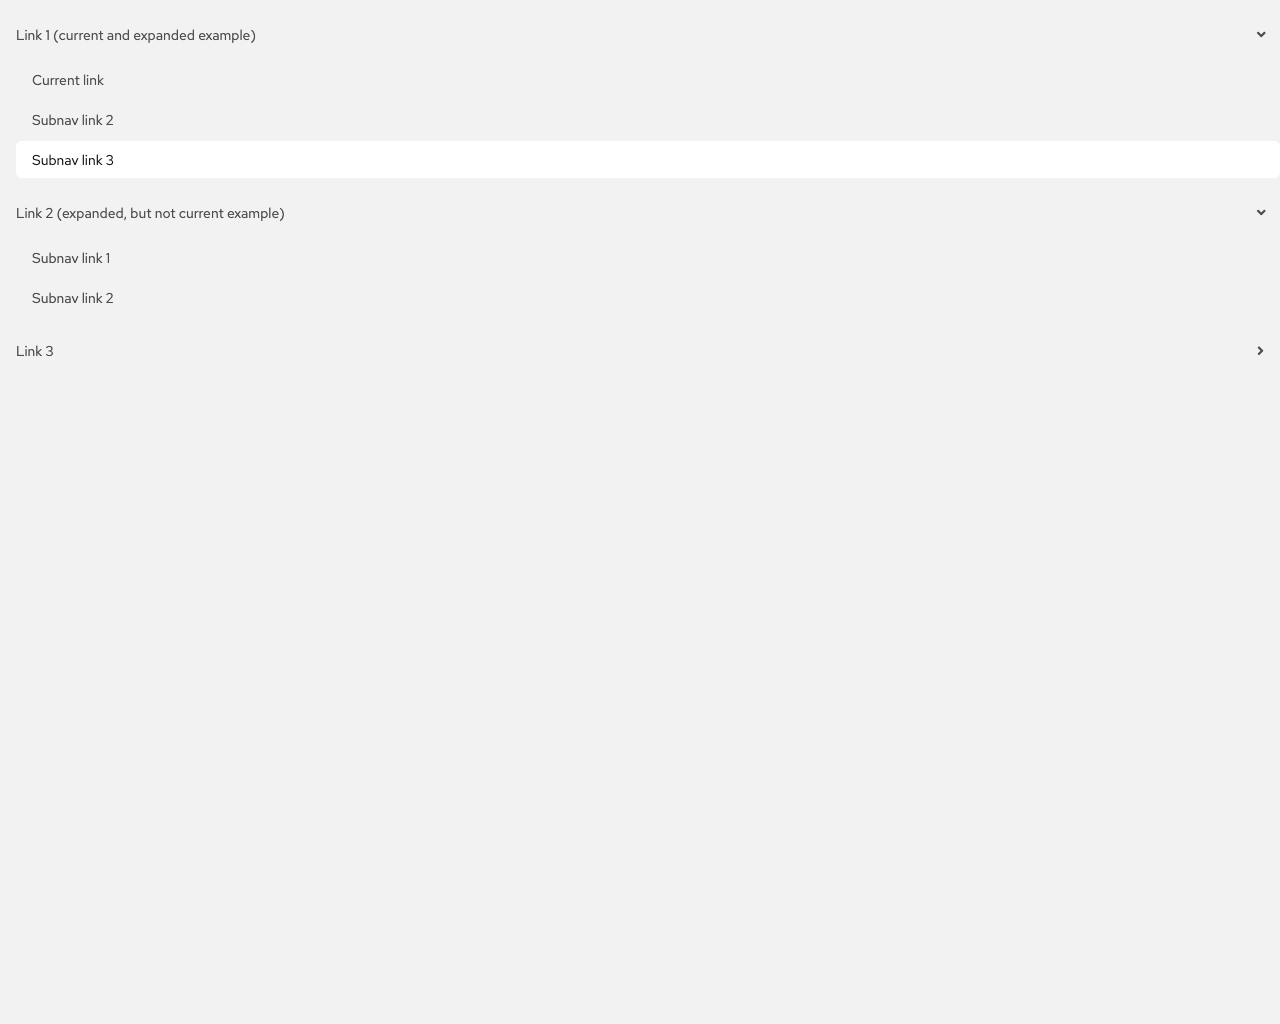 Link 1 (current and expanded example)
Current link
Subnav link 2
Subnav link 3
Link 2 (expanded, but not current example)
Subnav link 1
Subnav link 2
Link 3